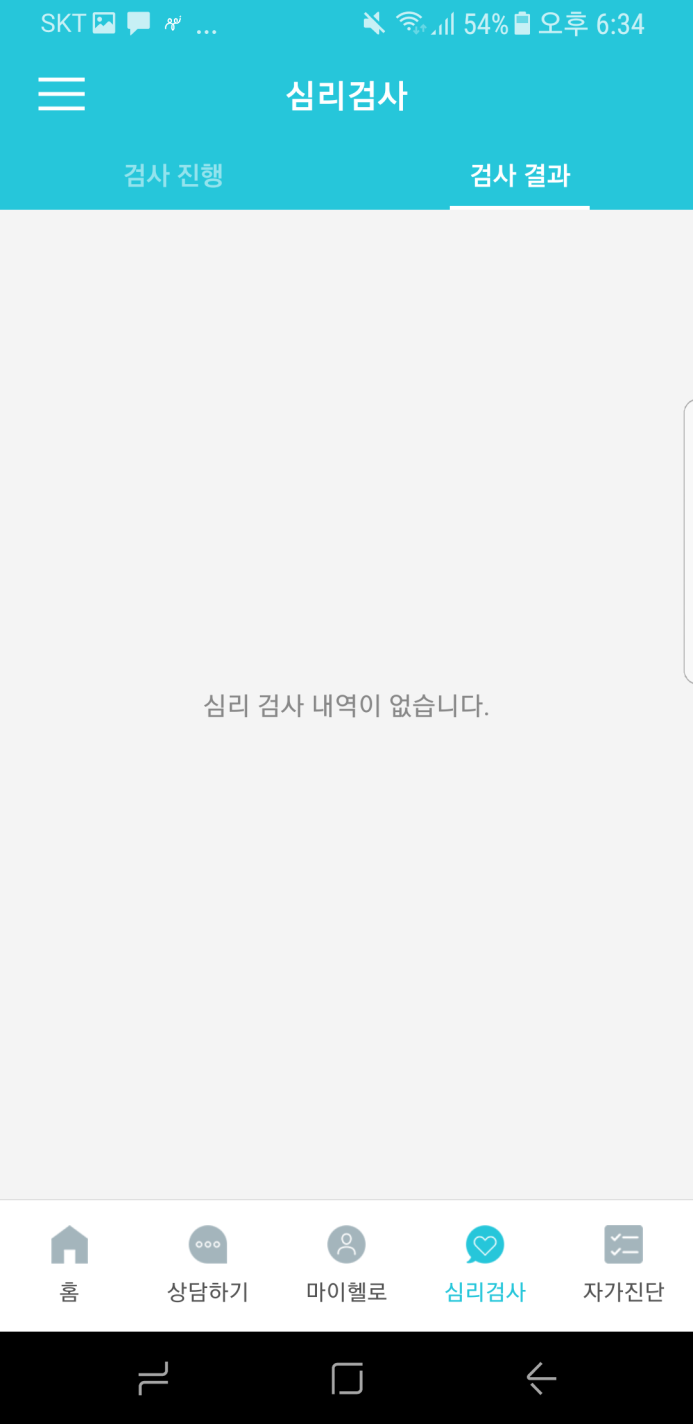 SKT ... 54% 오후 6:34
심리검사
검사 진행 검사 결과
심리 검사 내역이 없습니다.
홈 상담하기 마이헬로 심리검사 자가진단